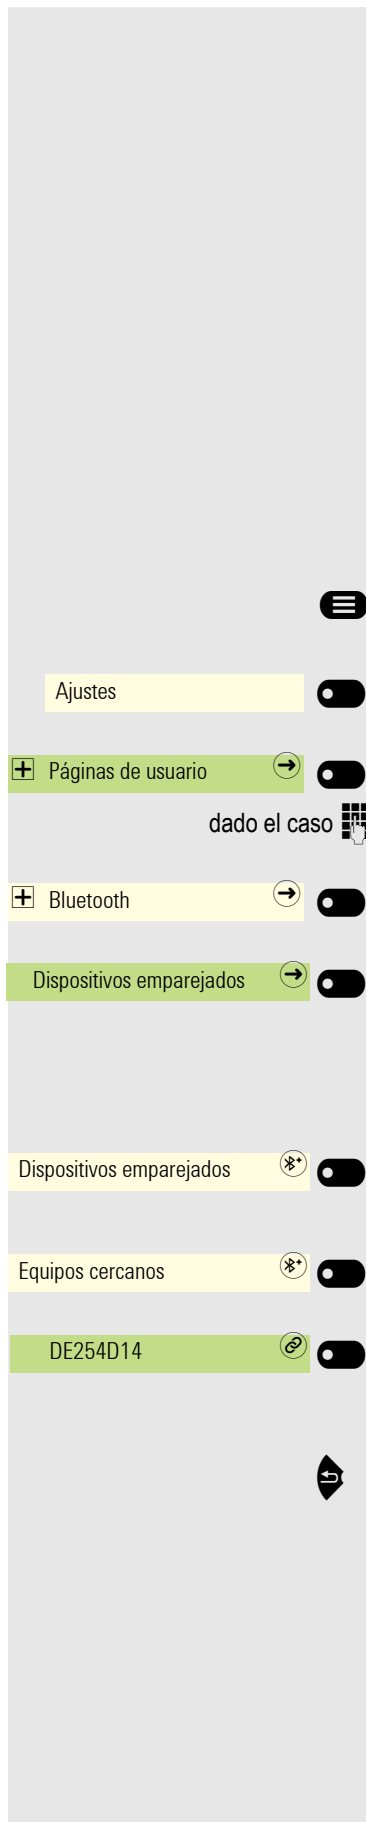 Ajustes
Páginas de usuario
dado el caso
Bluetooth
Dispositivos emparejados
Dispositivos emparejados
Equipos cercanos
DE254D14